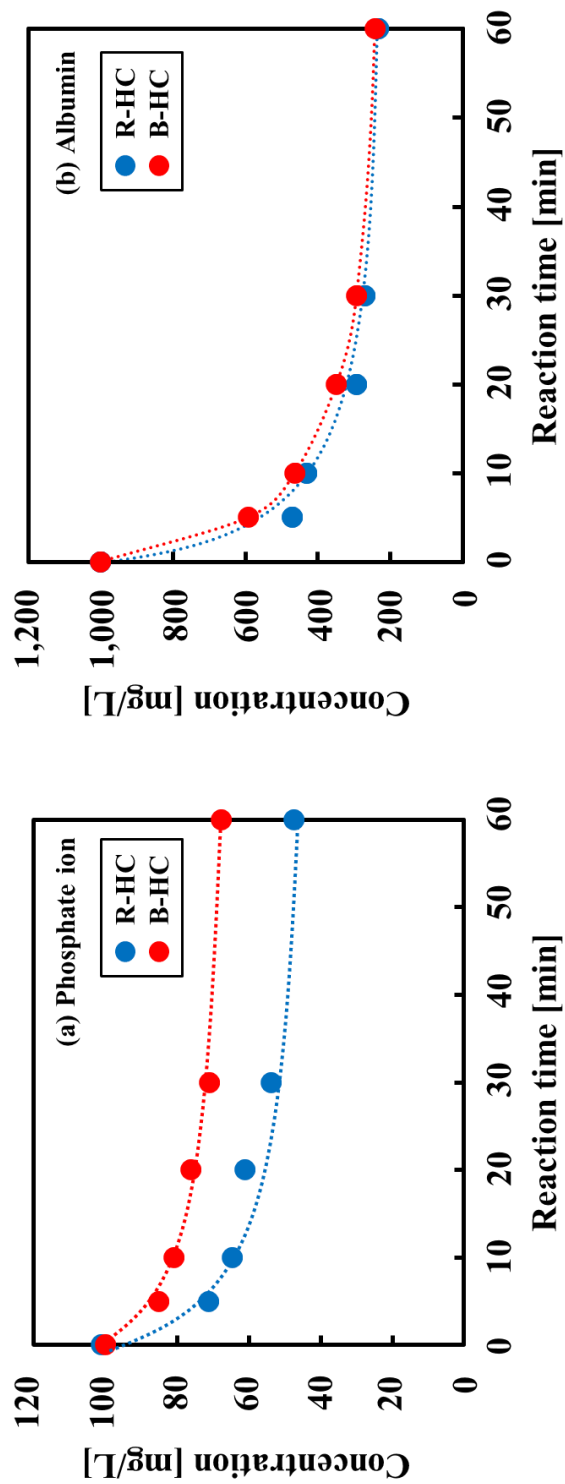 (a) Phosphate ion
R-HC
B-HC
Concentration [mg/L]
120
100
80
60
40
20
0
0 10 20 30 40 50 60
Reaction time [min]
(b) Albumin
R-HC
B-HC
Concentration [mg/L]
1,200
1,000
800
600
400
200
0
0 10 20 30 40 50 60
Reaction time [min]